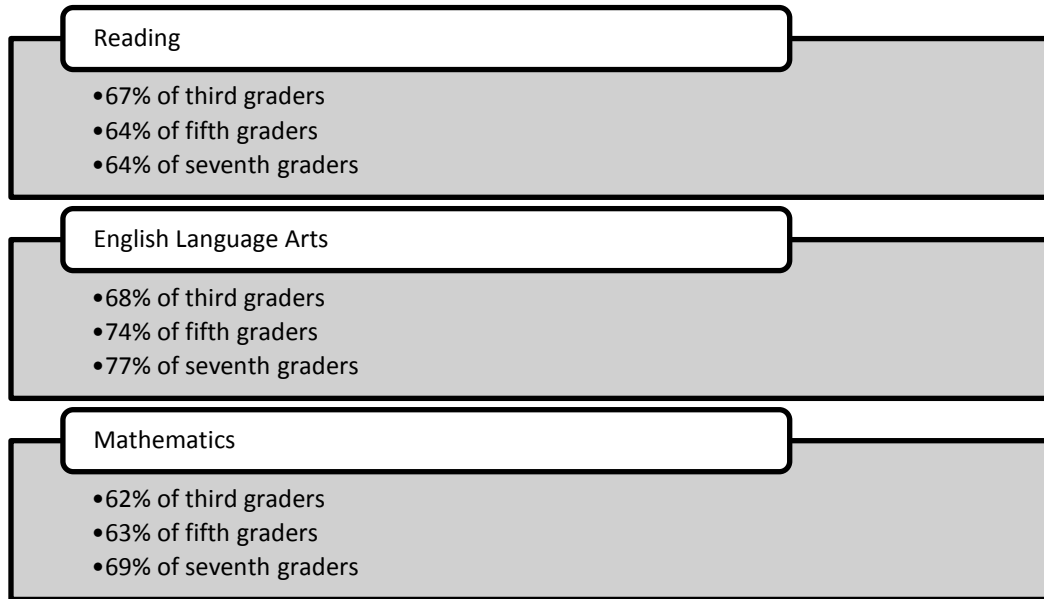 Reading
•67% of third graders
•64% of fifth graders
•64% of seventh graders
English Language Arts
•68% of third graders
•74% of fifth graders
•77% of seventh graders
Mathematics
•62% of third graders
•63% of fifth graders
•69% of seventh graders